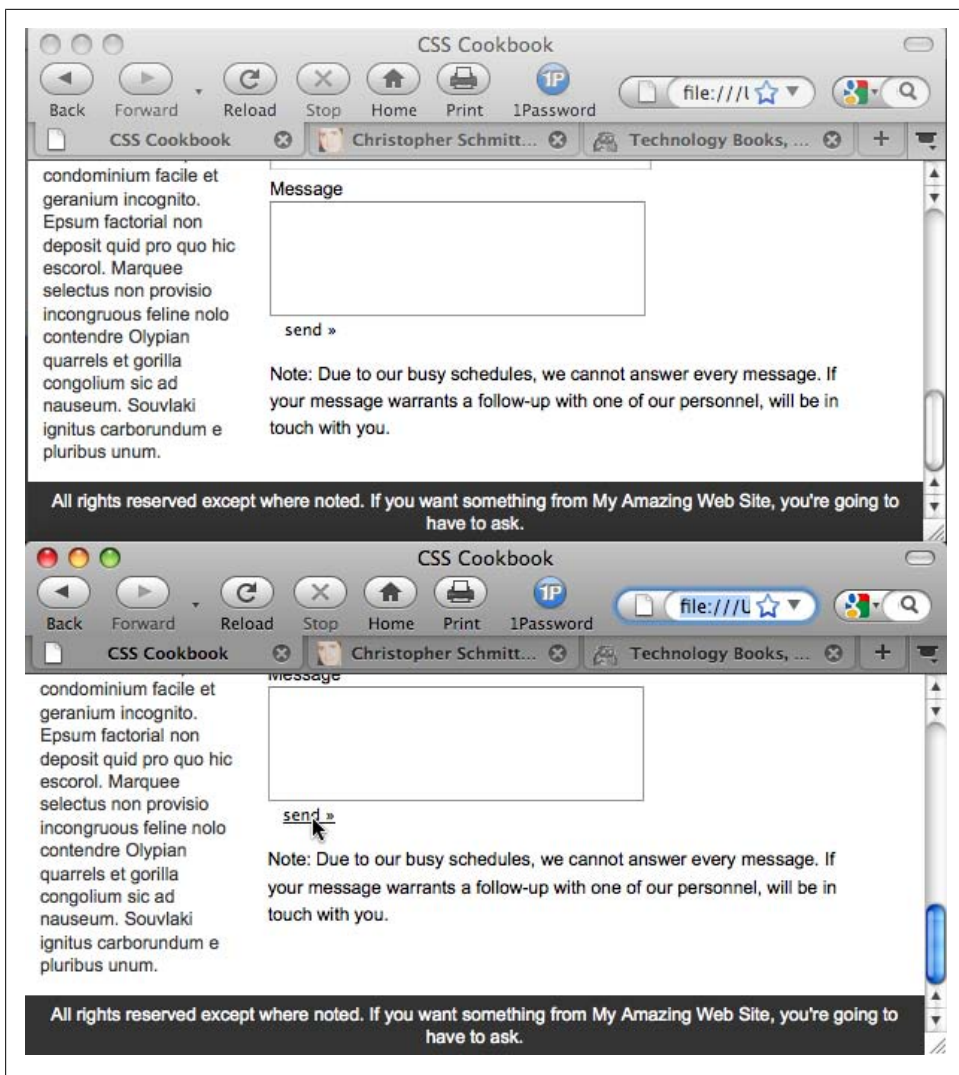 CSS Cookbook
Back Forward Reload Stop Home Print 1Password
1P
file:///
CSS Cookbook Christopher Schmitt... Technology Books, ... +
condominium facile et
geranium incognito.
Epsum factorial non
deposit quid pro quo hic
escorol. Marquee
selectus non provisio
incongruous feline nolo
contendre Olypian
quarrels et gorilla
congolium sic ad
nauseum. Souvlaki
ignitus carborundum e
pluribus unum.
Message
send »
Note: Due to our busy schedules, we cannot answer every message. If
your message warrants a follow-up with one of our personnel, will be in
touch with you.
All rights reserved except where noted. If you want something from My Amazing Web Site, you're going to
have to ask.
CSS Cookbook
1P
file:///U
Back Forward Reload Stop Home Print 1Password
CSS Cookbook Christopher Schmitt... Technology Books, ... +
condominium facile et
geranium incognito.
Epsum factorial non
deposit quid pro quo hic
escorol. Marquee
selectus non provisio
incongruous feline nolo
contendre Olypian
quarrels et gorilla
congolium sic ad
nauseum. Souvlaki
ignitus carborundum e
pluribus unum.
Message
send »
Note: Due to our busy schedules, we cannot answer every message. If
your message warrants a follow-up with one of our personnel, will be in
touch with you.
All rights reserved except where noted. If you want something from My Amazing Web Site, you're going to
have to ask.